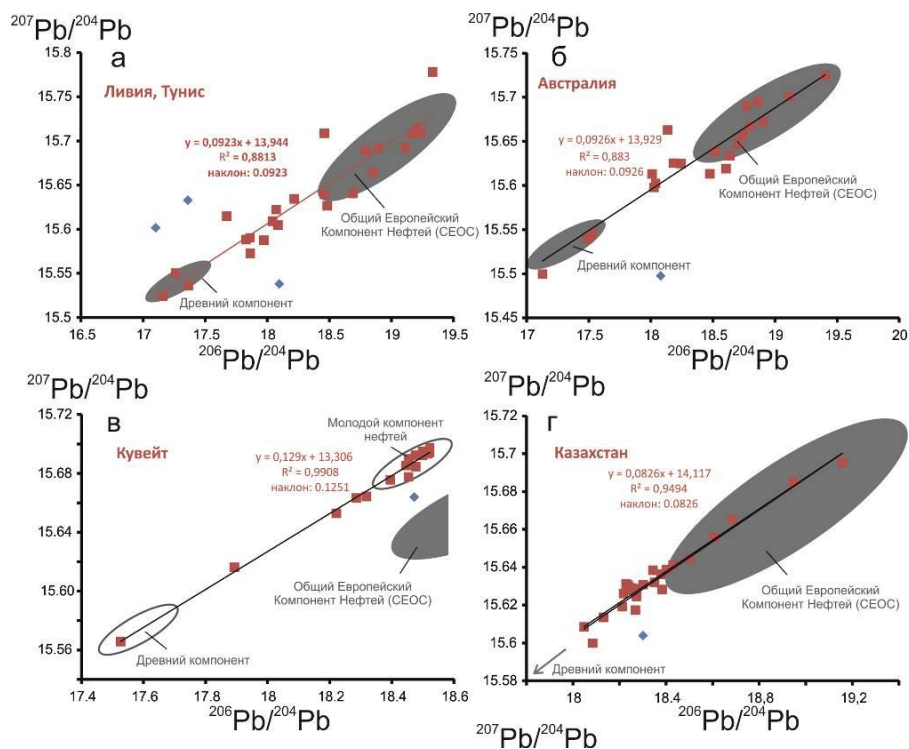 207Pb/204Pb
а
15.8
15.7
15.6
15.55
15.5
16.5
17
17.5
18
18.5
19
19.5
Ливия, Тунис
y = 0,0923x + 13,944
R² = 0,8813
наклон: 0.0923
Общий Европейский
Компонент Нефтей (СЕОС)
Древний компонент
206Pb/204Pb
207Pb/204Pb
б
15.75
15.7
15.65
15.6
15.55
15.5
15.45
17
17.5
18
18.5
19
19.5
20
Австралия
y = 0,0926x + 13,929
R² = 0,883
наклон: 0.0926
Общий Европейский
Компонент Нефтей (СЕОС)
Древний компонент
206Pb/204Pb
207Pb/204Pb
в
15.72
15.68
15.64
15.60
15.56
17.4
17.6
17.8
18
18.2
18.4
18.6
Кувейт
Молодой компонент
нефтей
y = 0,129x + 13,306
R² = 0,9908
наклон: 0.1251
Общий Европейский
Компонент Нефтей (СЕОС)
Древний компонент
206Pb/204Pb
207Pb/204Pb
г
15.72
15.7
15.68
15.66
15.64
15.62
15.6
15.58
18
18.4
18,8
19,2
Казахстан
y = 0,0826x + 14,117
R² = 0,9494
наклон: 0.0826
Общий Европейский
Компонент Нефтей (СЕОС)
Древний компонент
206Pb/204Pb
207Pb/204Pb